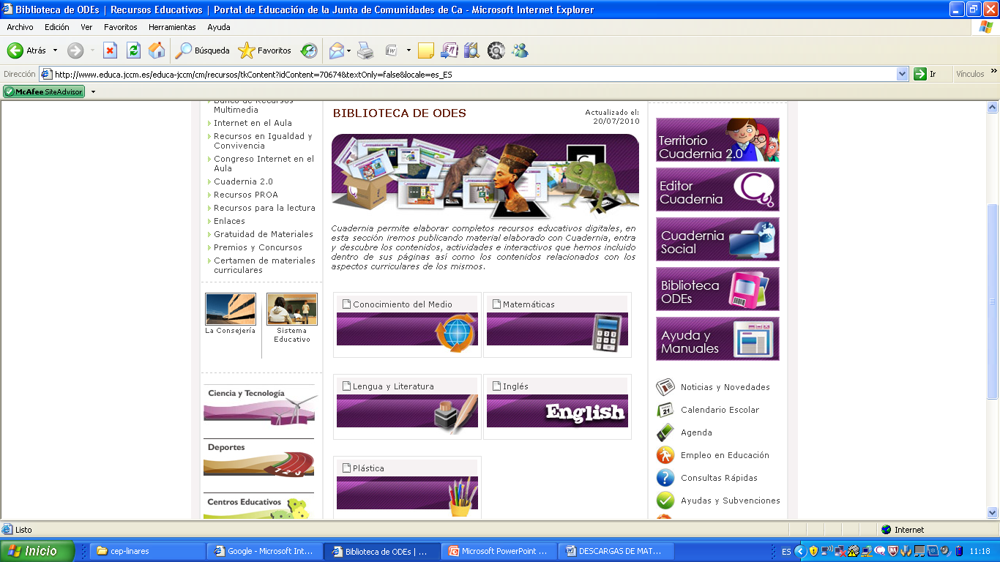 Biblioteca de ODEs | Recursos Educativos | Portal de Educación de la Junta de Comunidades de Ca - Microsoft Internet Explorer
Archivo Edición Ver Favoritos Herramientas Ayuda
Atrás Búsqueda Favoritos
Dirección http://www.educa.jccm.es/educa-jccm/cm/recursos/tkContent?idContent=70674&textOnly=false&locale=es_ES Ir Vínculos »
McAfee SiteAdvisor
Banco de Recursos
Multimedia
Internet en el Aula
Recursos en Igualdad y
Convivencia
Congreso Internet en el
Aula
Cuadernia 2.0
Recursos PROA
Recursos para la lectura
Enlaces
Gratuidad de Materiales
Premios y Concursos
Certamen de materiales
curriculares
La Consejería
Sistema
Educativo
Ciencia y Tecnología
Deportes
1 2 3
Centros Educativos
BIBLIOTECA DE ODES
Actualizado el:
20/07/2010
Cuadernia permite elaborar completos recursos educativos digitales, en
esta sección iremos publicando material elaborado con Cuadernia, entra
y descubre los contenidos, actividades e interactivos que hemos incluido
dentro de sus páginas así como los contenidos relacionados con los
aspectos curriculares de los mismos.
Conocimiento del Medio
Matemáticas
Lengua y Literatura
Inglés
English
Plástica
Territorio
Cuadernia 2.0
Editor
Cuadernia
Cuadernia
Social
Biblioteca
ODEs
Ayuda y
Manuales
Noticias y Novedades
21
Calendario Escolar
Agenda
Empleo en Educación
Consultas Rápidas
Ayudas y Subvenciones
Listo Internet
Inicio cep-linares Google - Microsoft Int... Biblioteca de ODEs | ... Microsoft PowerPoint ... DESCARGAS DE MAT... ES 11:18